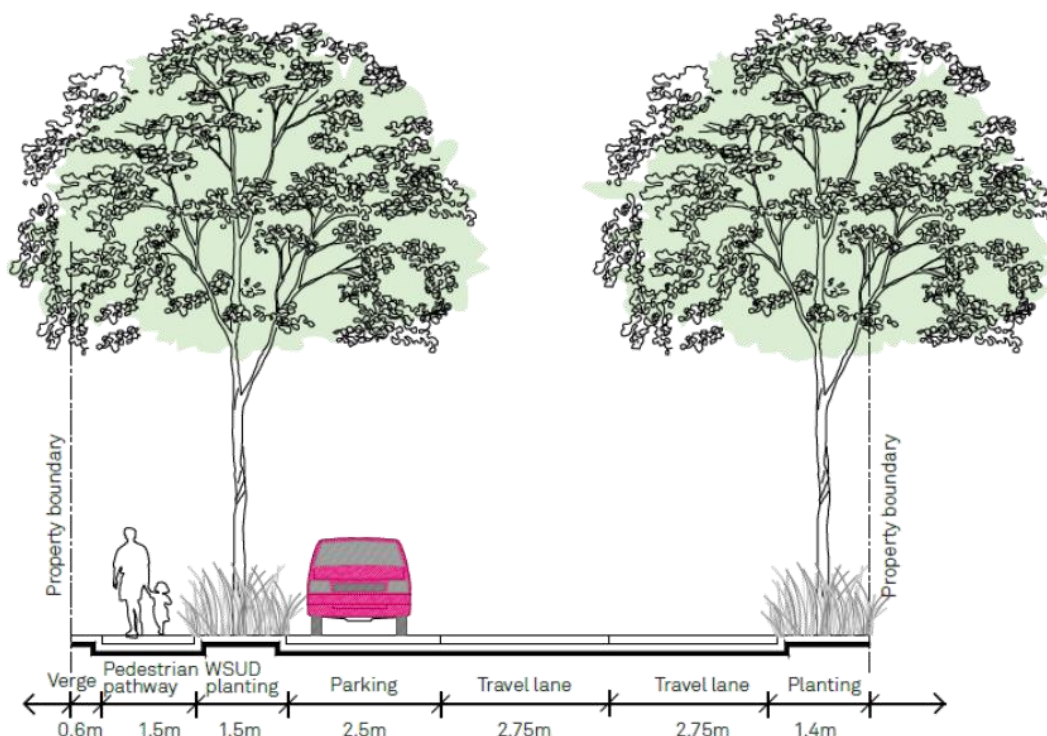 Property boundary
Property boundary
Verge
Pedestrian pathway
WSUD planting
Parking
Travel lane
Travel lane
Planting
0.6m
1.5m
1.5m
2.5m
2.75m
2.75m
1.4m